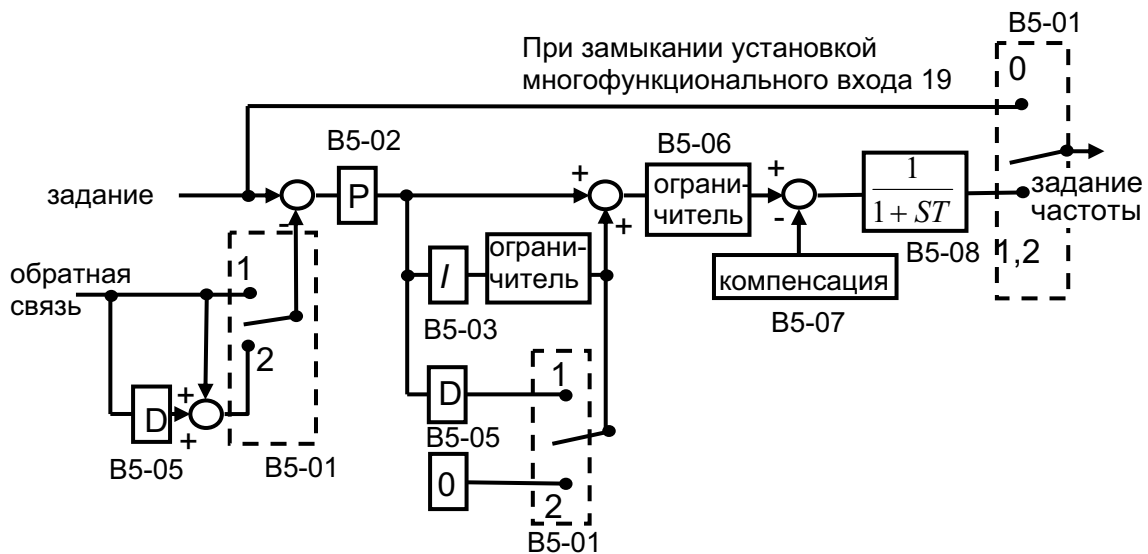 B5-01
При замыкании установкой
многофункционального входа 19
0
B5-02
B5-06
задание
P
+
+
ограни-
читель
+
-
1
1 + ST
задание
частоты
-
обратная
связь
1
I
ограни-
читель
B5-08
1,2
компенсация
B5-03
B5-07
2
D
+
+
1
D
B5-05
B5-01
B5-05
0
2
B5-01